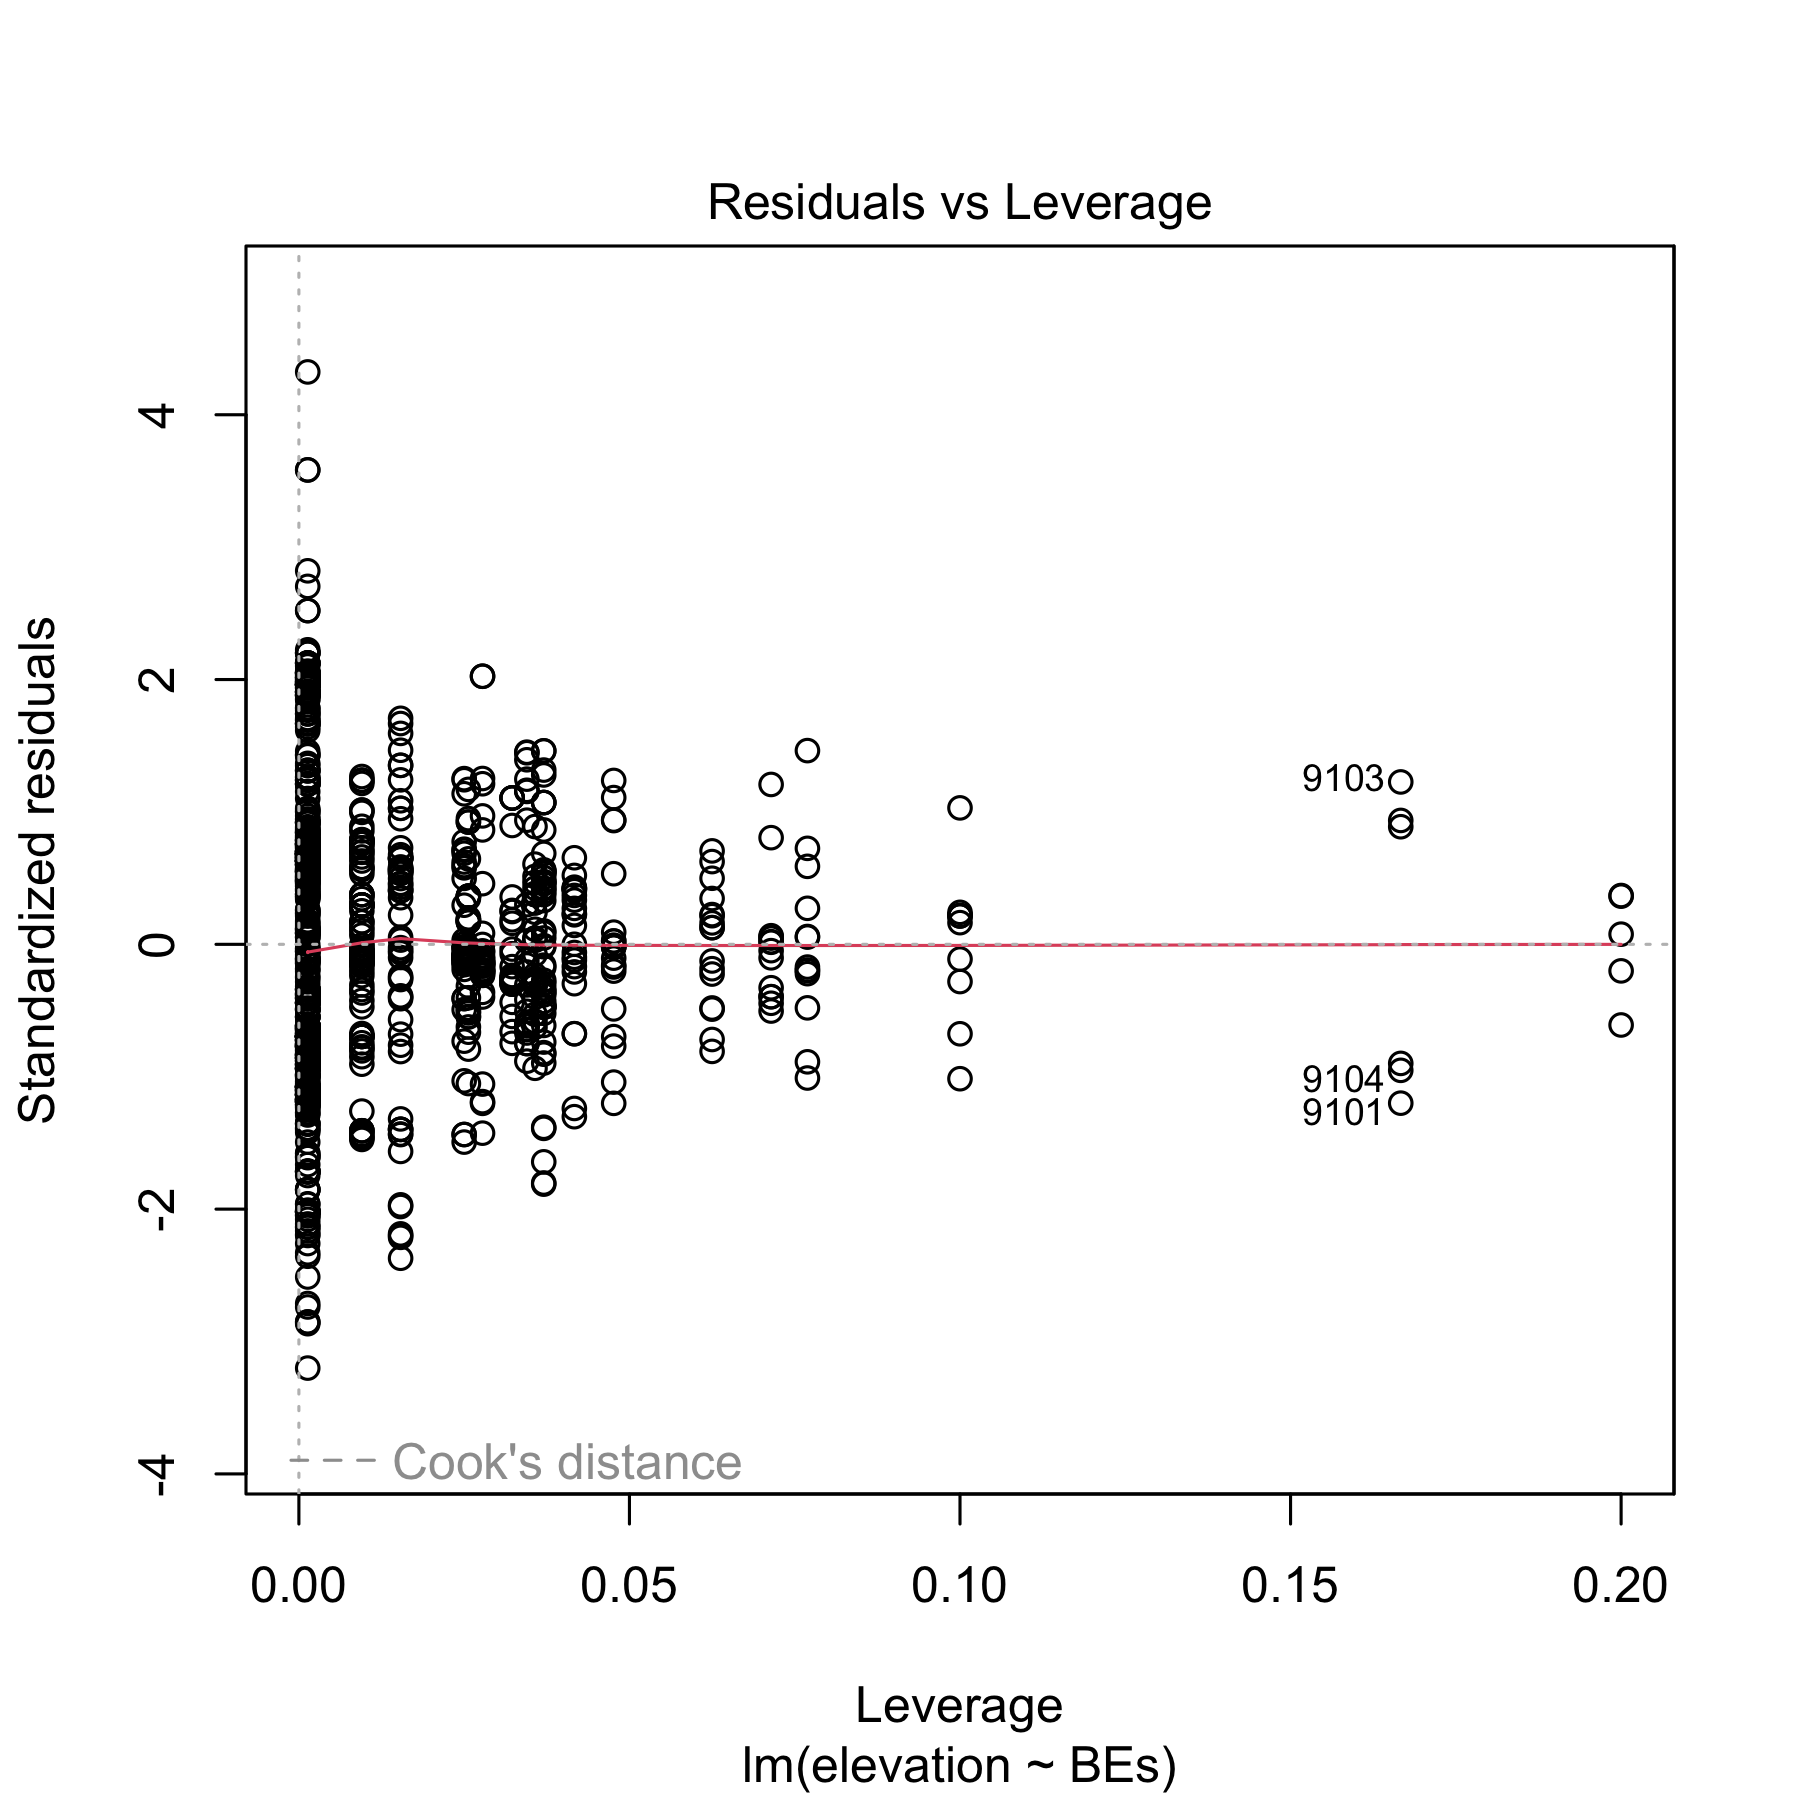 Residuals vs Leverage
Standardized residuals
4
2
0
-2
-4
9103
9104
9101
Cook's distance
0.00 0.05 0.10 0.15 0.20
Leverage
lm(elevation ~ BEs)